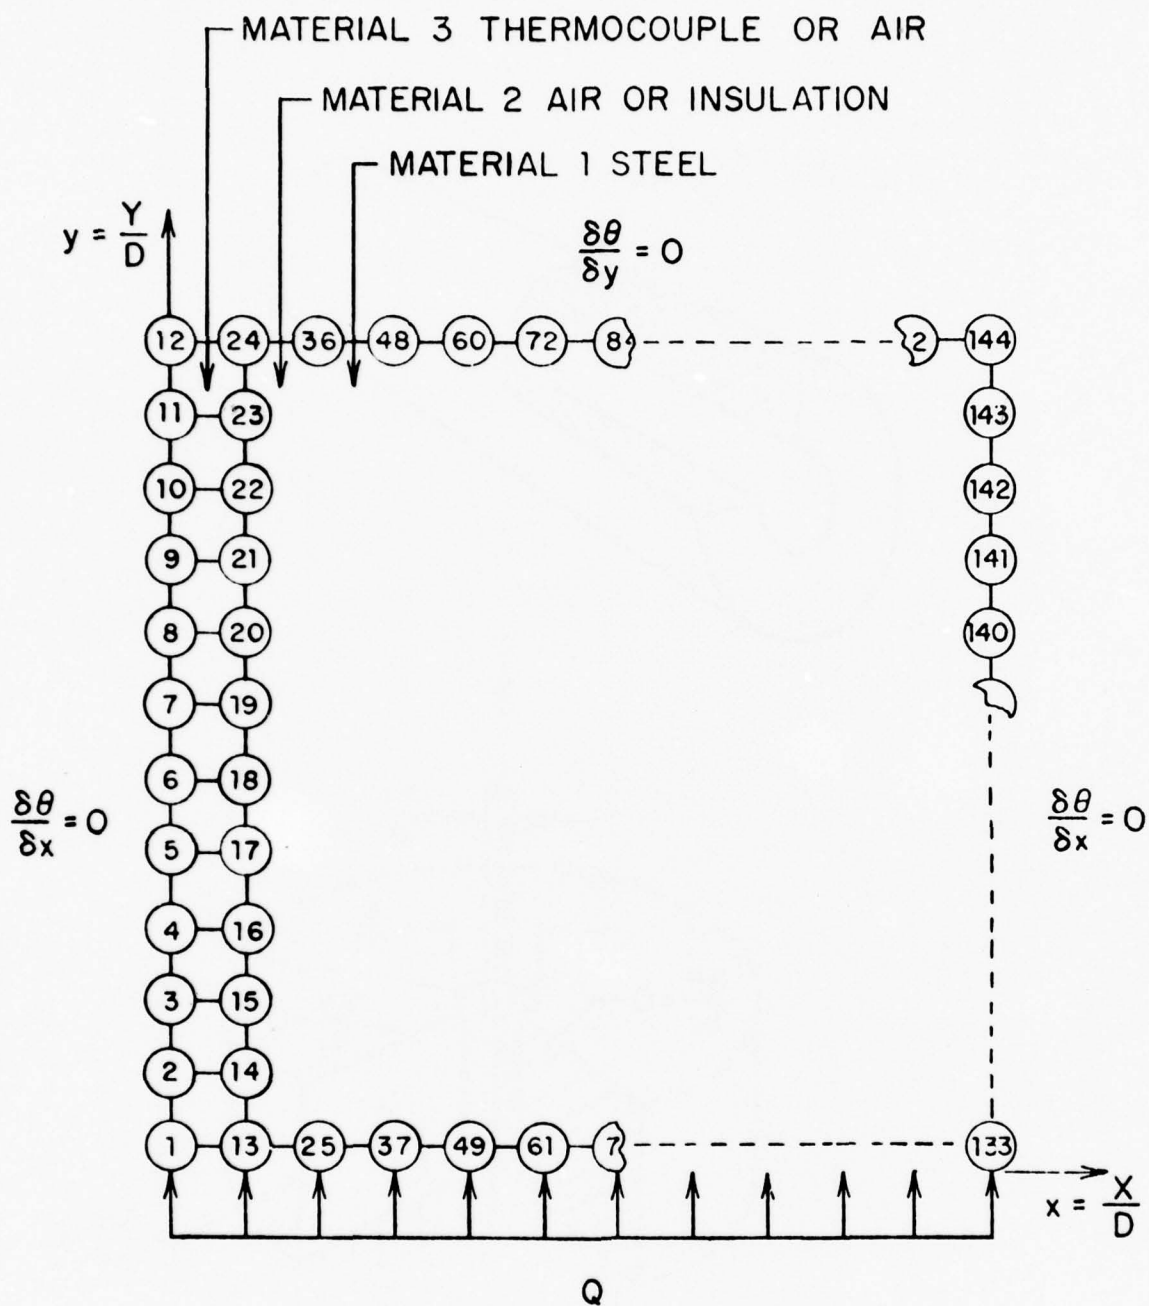 MATERIAL 3 THERMOCOUPLE OR AIR
MATERIAL 2 AIR OR INSULATION
MATERIAL 1 STEEL
y = Y/D
δθ/δy = 0
12 24 36 48 60 72 8 2 144
11 23 143
10 22 142
9 21 141
8 20 140
7 19
6 18
δθ/δx = 0
δθ/δx = 0
5 17
4 16
3 15
2 14
1 13 25 37 49 61 7 133
x = X/D
Q